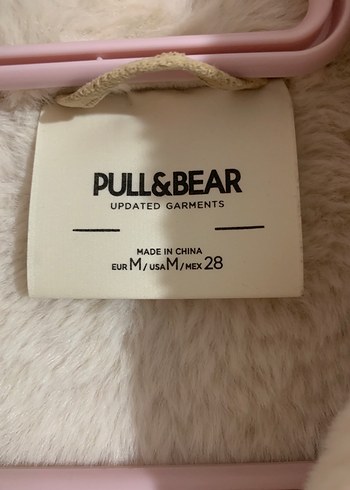 PULL&BEAR
UPDATED GARMENTS
MADE IN CHINA
EUR M/USA M/MEX 28